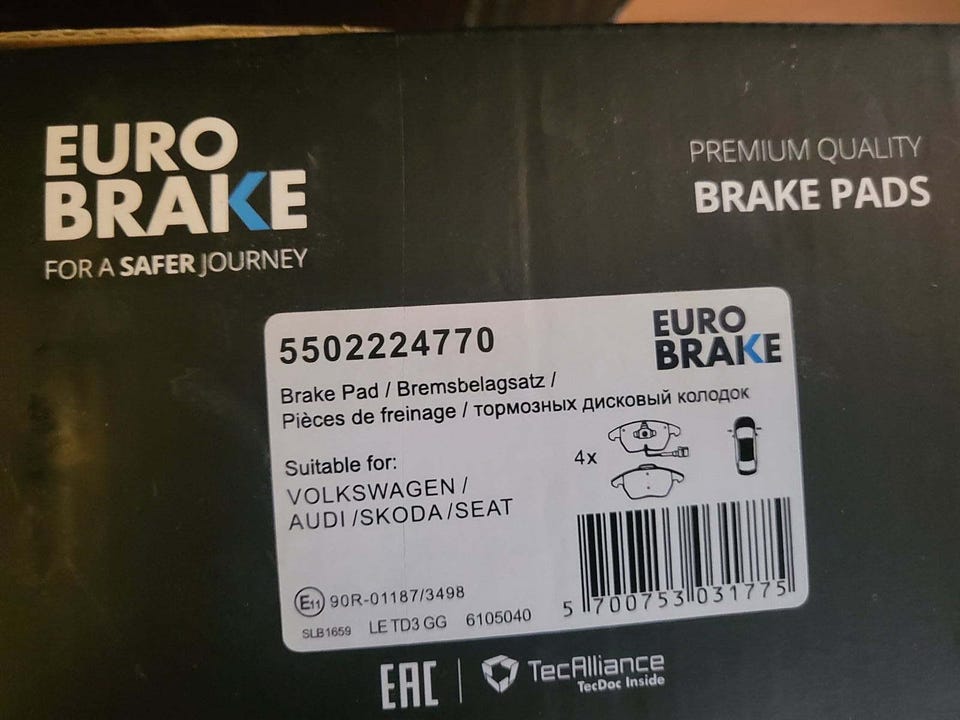 EURO
BRAKE
FOR A SAFER JOURNEY
PREMIUM QUALITY
BRAKE PADS
5502224770
EURO
BRAKE
Brake Pad / Bremsbelagsatz /
Pièces de freinage / тормозных дисковый колодок
4x
Suitable for:
VOLKSWAGEN /
AUDI /SKODA /SEAT
E11 90R-01187/3498
SLB1659 LE TD3 GG 6105040
5 700753 031775
EAC
TecAlliance
TecDoc Inside